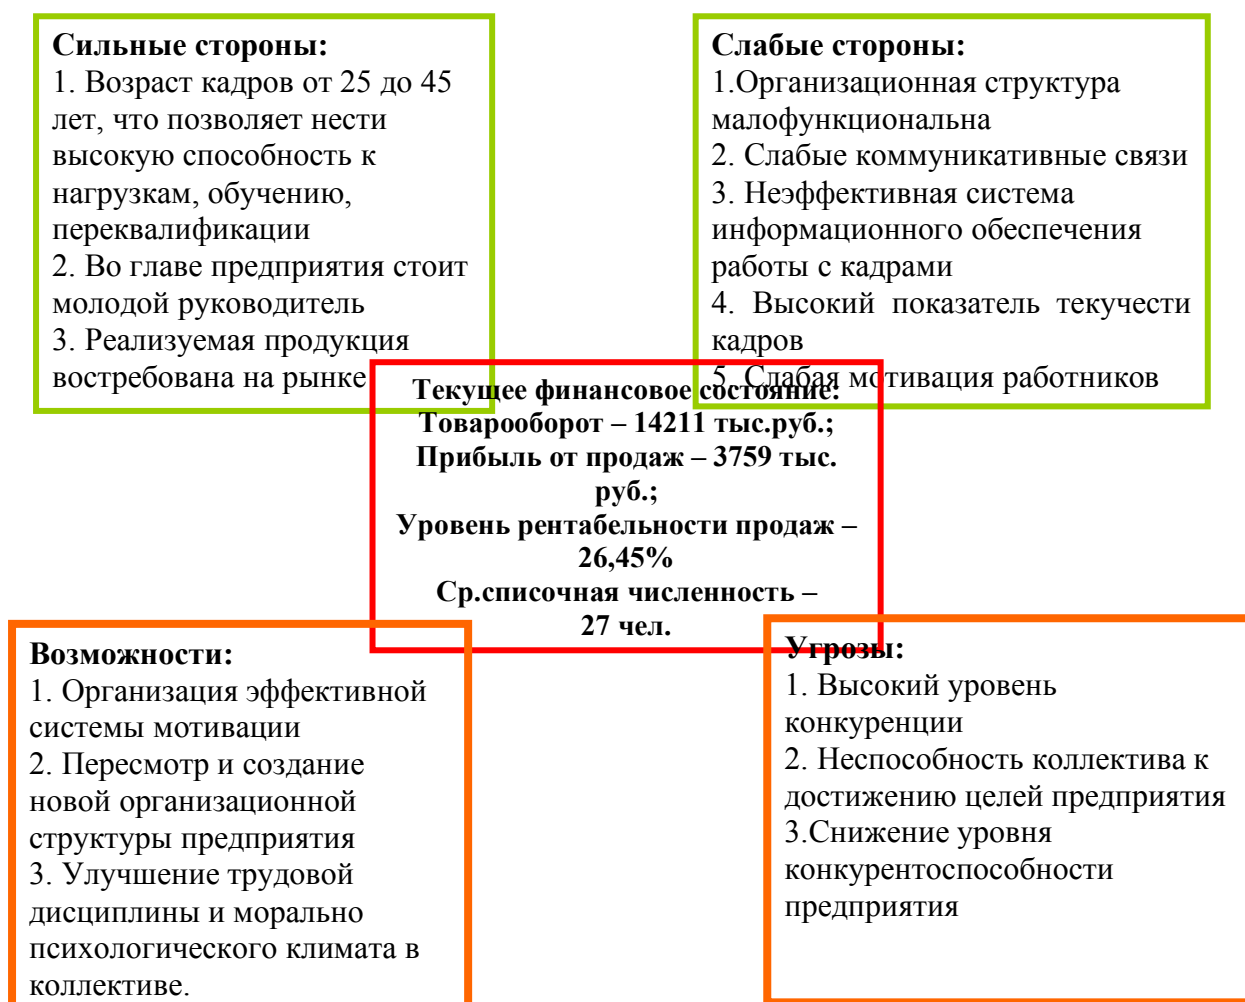 Сильные стороны:
1. Возраст кадров от 25 до 45
лет, что позволяет нести
высокую способность к
нагрузкам, обучению,
переквалификации
2. Во главе предприятия стоит
молодой руководитель
3. Реализуемая продукция
востребована на рынке
Слабые стороны:
1.Организационная структура
малофункциональна
2. Слабые коммуникативные связи
3. Неэффективная система
информационного обеспечения
работы с кадрами
4. Высокий показатель текучести
кадров
5. Слабая мотивация работников
Текущее финансовое состояние:
Товарооборот – 14211 тыс.руб.;
Прибыль от продаж – 3759 тыс.
руб.;
Уровень рентабельности продаж –
26,45%
Ср.списочная численность –
27 чел.
Возможности:
1. Организация эффективной
системы мотивации
2. Пересмотр и создание
новой организационной
структуры предприятия
3. Улучшение трудовой
дисциплины и морально
психологического климата в
коллективе.
Угрозы:
1. Высокий уровень
конкуренции
2. Неспособность коллектива к
достижению целей предприятия
3.Снижение уровня
конкурентоспособности
предприятия